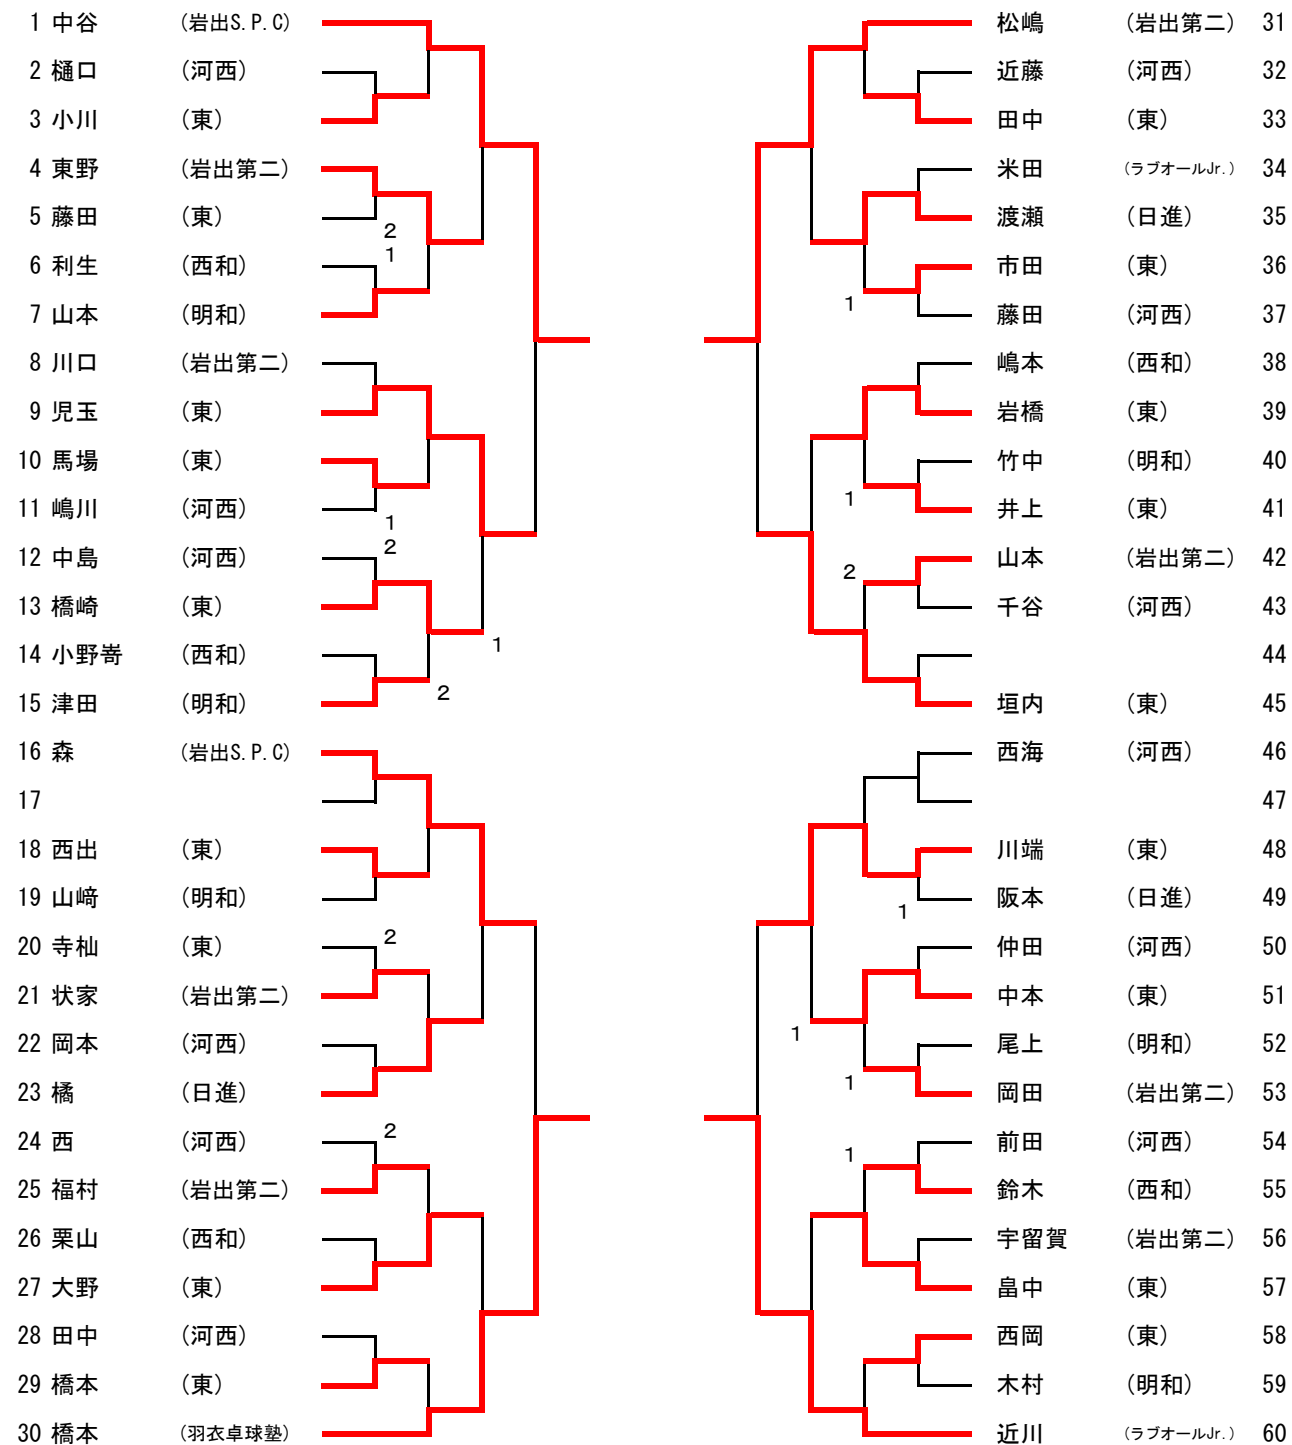 1 中谷 (岩出S.P.C)
2 樋口 (河西)
3 小川 (東)
4 東野 (岩出第二)
5 藤田 (東)
2
1
6 利生 (西和)
7 山本 (明和)
8 川口 (岩出第二)
9 児玉 (東)
10 馬場 (東)
11 嶋川 (河西)
1
2
12 中島 (河西)
13 橋崎 (東)
1
14 小野嵜 (西和)
2
15 津田 (明和)
16 森 (岩出S.P.C)
17
18 西出 (東)
19 山﨑 (明和)
2
20 寺杣 (東)
21 状家 (岩出第二)
22 岡本 (河西)
23 橘 (日進)
2
24 西 (河西)
25 福村 (岩出第二)
26 栗山 (西和)
27 大野 (東)
28 田中 (河西)
29 橋本 (東)
30 橋本 (羽衣卓球塾)
松嶋 (岩出第二) 31
近藤 (河西) 32
田中 (東) 33
米田 (ラブオールJr.) 34
渡瀬 (日進) 35
市田 (東) 36
1
藤田 (河西) 37
嶋本 (西和) 38
岩橋 (東) 39
竹中 (明和) 40
1
井上 (東) 41
山本 (岩出第二) 42
2
千谷 (河西) 43
44
垣内 (東) 45
西海 (河西) 46
47
川端 (東) 48
阪本 (日進) 49
1
仲田 (河西) 50
中本 (東) 51
1
尾上 (明和) 52
1
岡田 (岩出第二) 53
前田 (河西) 54
1
鈴木 (西和) 55
宇留賀 (岩出第二) 56
畠中 (東) 57
西岡 (東) 58
木村 (明和) 59
近川 (ラブオールJr.) 60